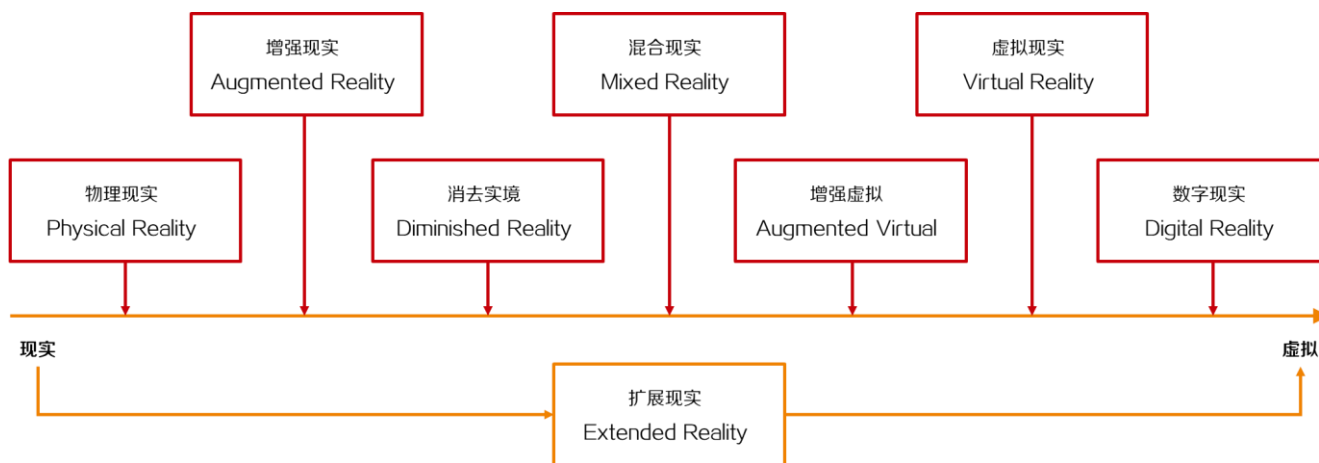 增强现实
Augmented Reality
混合现实
Mixed Reality
虚拟现实
Virtual Reality
物理现实
Physical Reality
消去实境
Diminished Reality
增强虚拟
Augmented Virtual
数字现实
Digital Reality
现实
虚拟
扩展现实
Extended Reality